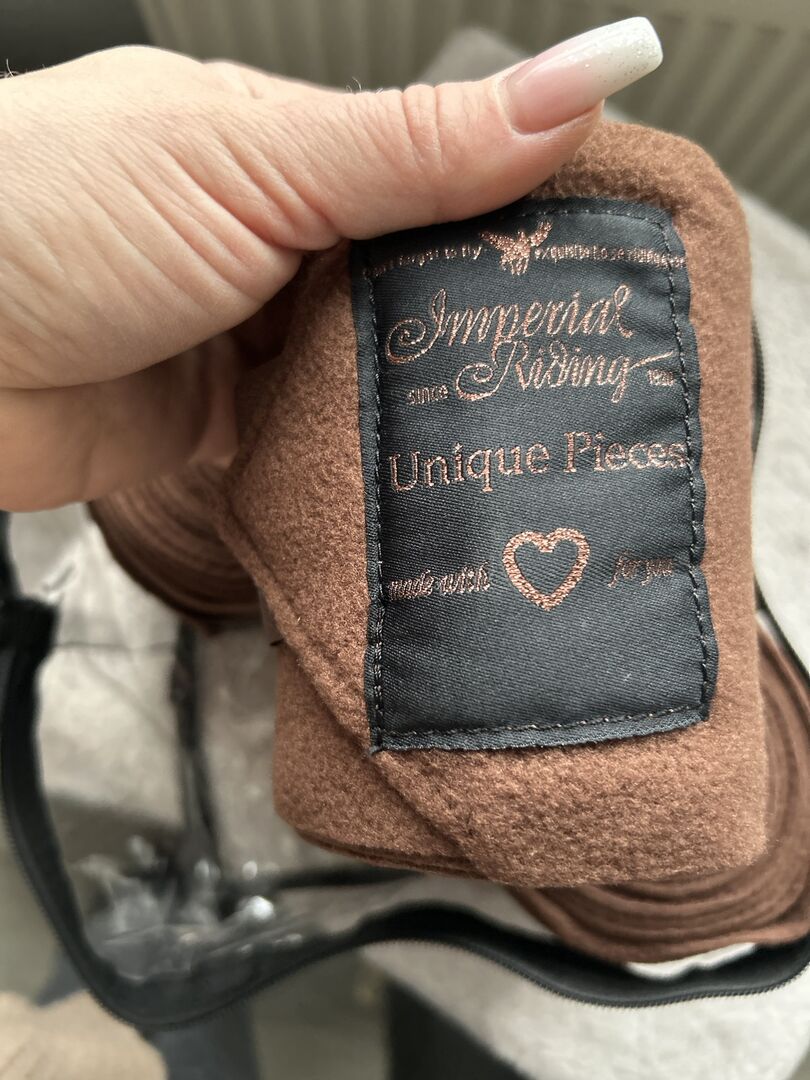 Imperial
Riding
since
Unique Pieces
made with for you